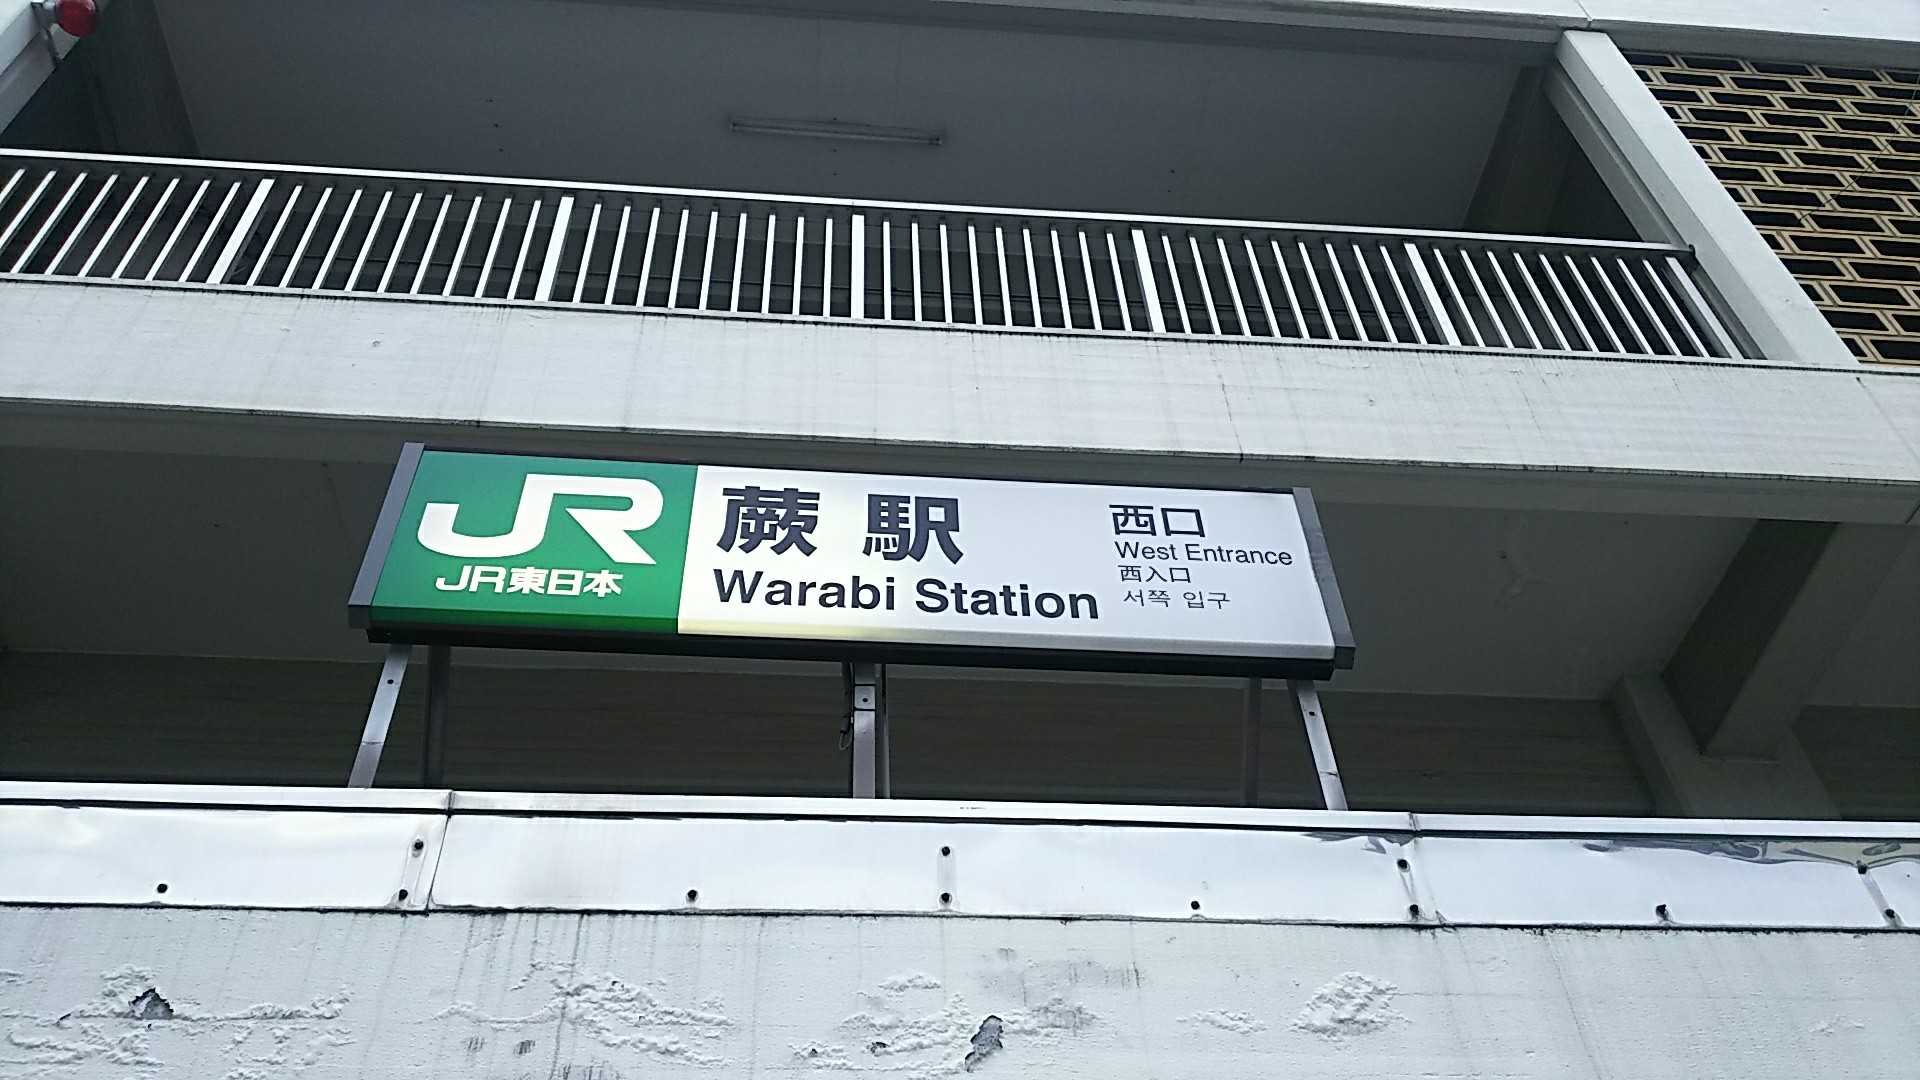 JR
JR東日本
蕨 駅
Warabi Station
西口
West Entrance
西入口
서쪽 입구